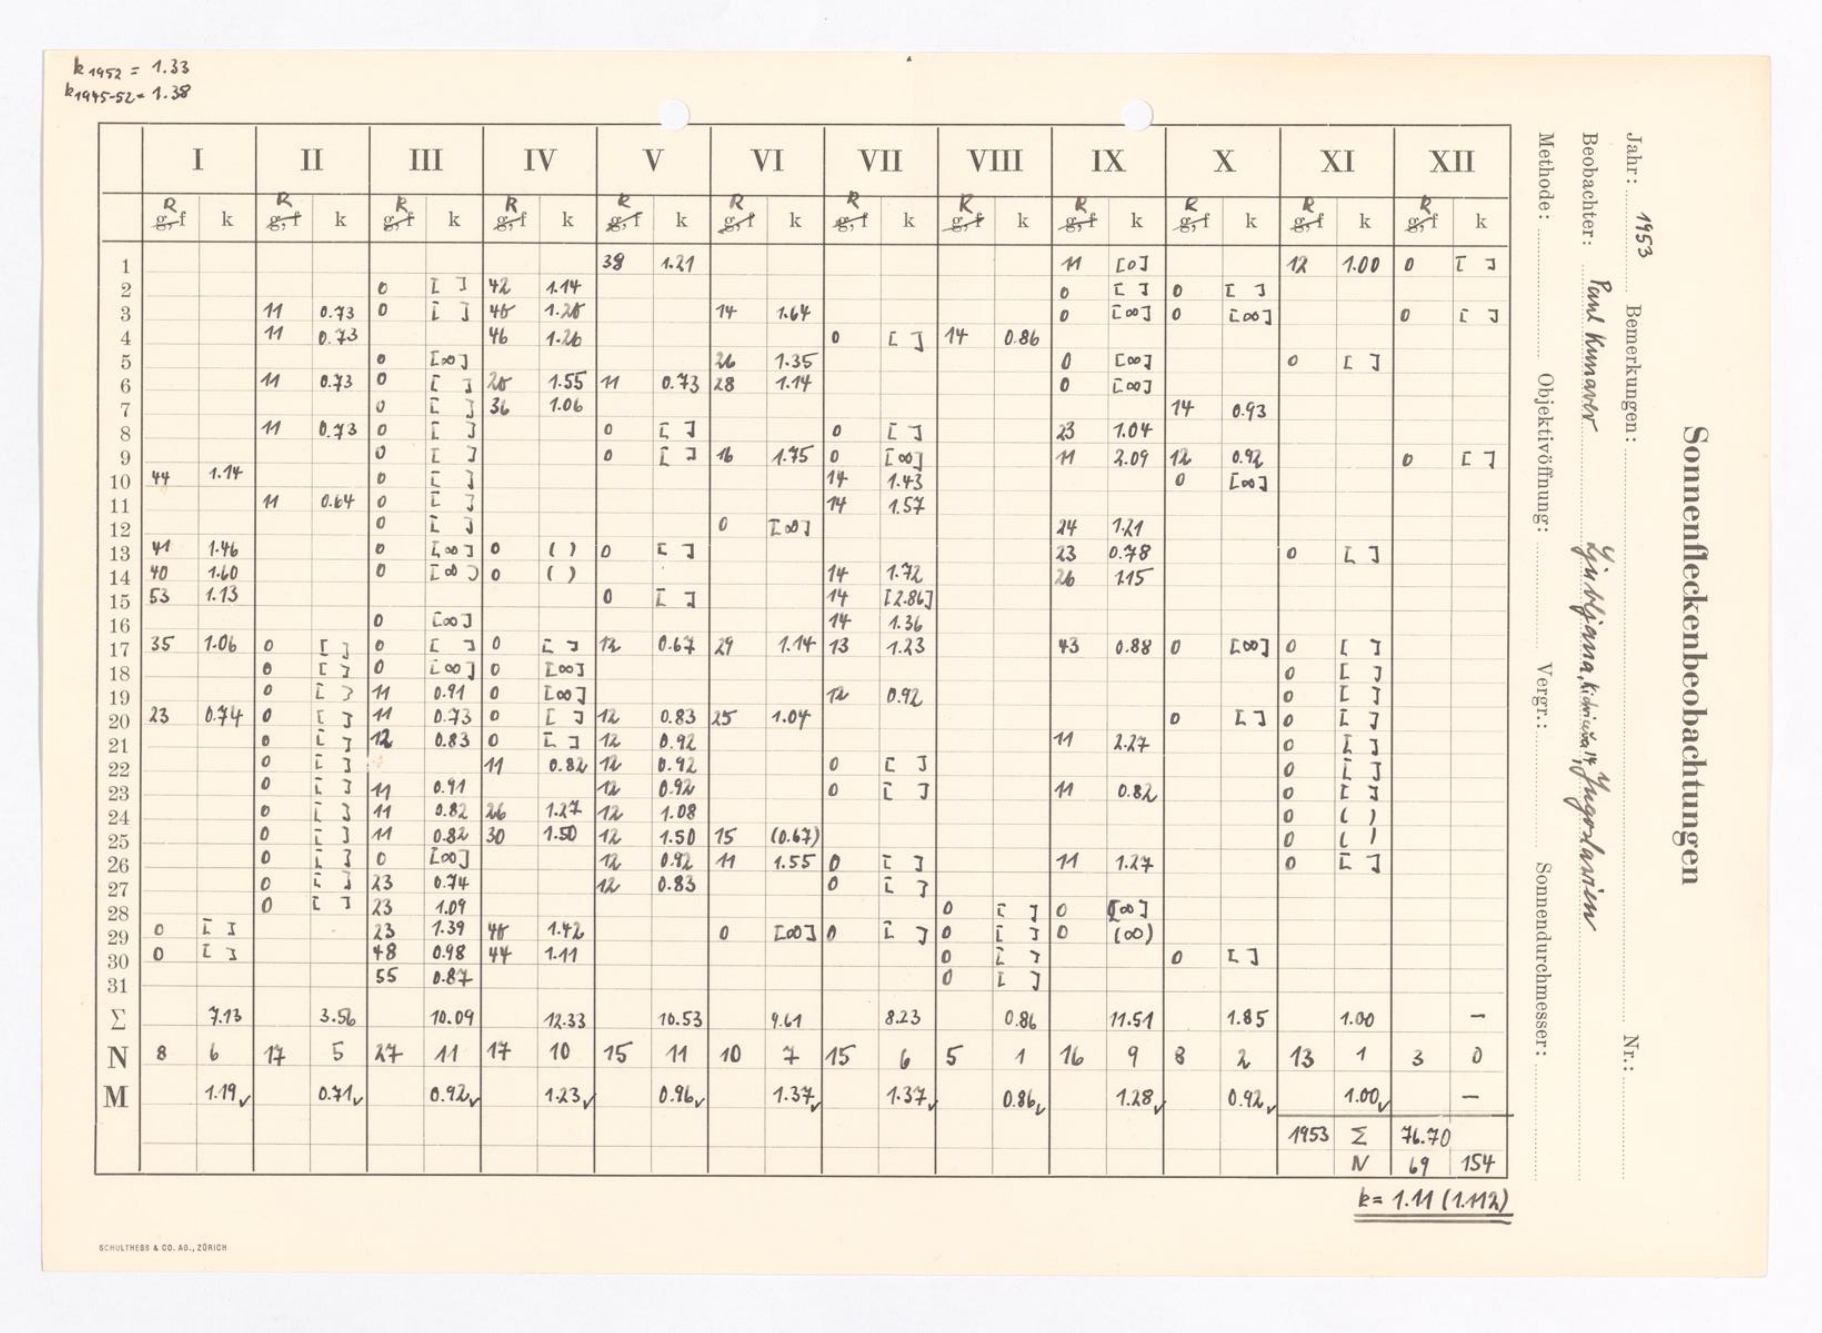 k 1952 = 1.33
k 1945-52 = 1.38
I II III IV V VI VII VIII IX X XI XII
R R R R R R R R R R R
g,f k g,f k g,f k g,f k g,f k g,f k g,f k g,f k g,f k g,f k g,f k g,f k
1 38 1.21 11 [0] 12 1.00 0 [ ]
2 0 [ ] 42 1.14 0 [ ] 0 [ ]
3 11 0.73 0 [ ] 1.28 14 1.64 0 [∞] 0 [∞] 0 [ ]
4 11 0.73 46 1.26 0 [ ] 14 0.86
5 0 [∞] 26 1.35 0 [∞] 0 [ ]
6 11 0.73 0 [ ] 1.55 11 0.73 28 1.14 0 [∞]
7 0 [ ] 36 1.06 14 0.93
8 11 0.73 0 [ ] 0 [ ] 0 [ ] 23 1.04
9 0 [ ] 0 [ ] 16 1.75 0 [∞] 11 2.09 12 0.92 0 [ ]
10 44 1.14 0 [ ] 14 1.43 0 [∞]
11 11 0.64 0 [ ] 14 1.57
12 0 [ ] 0 [∞] 24 1.21
13 41 1.46 0 [∞] 0 ( ) 0 [ ] 23 0.78 0 [ ]
14 40 1.60 0 [∞) 0 ( ) 14 1.72 26 1.15
15 53 1.13 0 [ ] 14 [2.86]
16 0 [∞] 14 1.36
17 35 1.06 0 [ ] 0 [ ] 0 [ ] 12 0.67 29 1.14 13 1.23 43 0.88 0 [∞] 0 [ ]
18 0 [ ] 0 [∞] 0 [∞] 0 [ ]
19 0 [ ] 11 0.91 0 [∞] 12 0.92 0 [ ]
20 23 0.74 0 [ ] 11 0.73 0 [ ] 12 0.83 25 1.04 0 [ ] 0 [ ]
21 0 [ ] 12 0.83 0 [ ] 12 0.92 11 2.27 0 [ ]
22 0 [ ] 11 0.82 12 0.92 0 [ ] 0 [ ]
23 0 [ ] 11 0.91 12 0.92 0 [ ] 11 0.82 0 [ ]
24 0 [ ] 11 0.82 26 1.27 12 1.08 0 ( )
25 0 [ ] 11 0.82 30 1.50 12 1.50 15 (0.67) 0 ( )
26 0 [ ] 0 [∞] 12 0.92 11 1.55 0 [ ] 11 1.27 0 [ ]
27 0 [ ] 23 0.74 12 0.83 0 [ ]
28 0 [ ] 23 1.09 0 [ ] 0 [∞]
29 0 [ ] 23 1.39 1.42 0 [∞] 0 [ ] 0 [ ] 0 (∞)
30 0 [ ] 48 0.98 44 1.11 0 [ ] 0 [ ]
31 55 0.87 0 [ ]
Σ 7.13 3.56 10.09 12.33 10.53 9.61 8.23 0.86 11.51 1.85 1.00 —
N 8 6 17 5 27 11 17 10 15 11 10 7 15 6 5 1 16 9 8 2 13 1 3 0
M 1.19✓ 0.71✓ 0.92✓ 1.23✓ 0.96✓ 1.37✓ 1.37✓ 0.86✓ 1.28✓ 0.92✓ 1.00✓ —
1953 Σ 76.70
N 69 154
k = 1.11 (1.112)
SCHULTHESS & CO. AG., ZÜRICH
Sonnenfleckenbeobachtungen
Jahr: 1953 Bemerkungen: Nr.:
Beobachter: Paul Kunaver Ljubljana, 14, Jugoslavien
Methode: Objektivöffnung: Vergr.: Sonnendurchmesser: